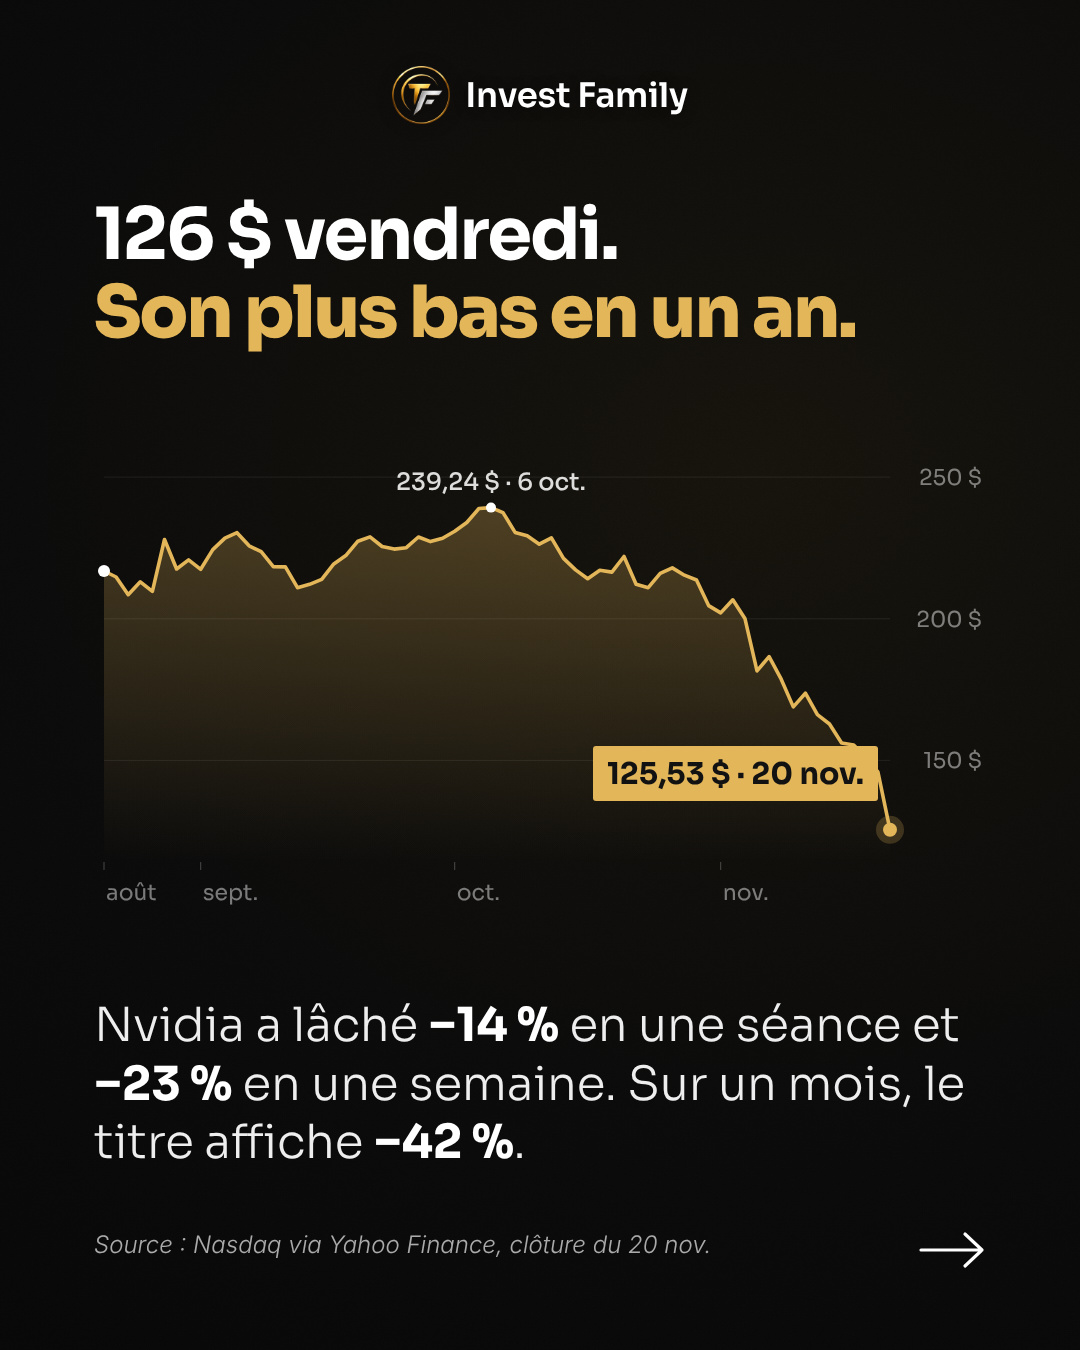 TF Invest Family
126 $ vendredi.
Son plus bas en un an.
239,24 $ · 6 oct.
250 $
200 $
150 $
125,53 $ · 20 nov.
août sept. oct. nov.
Nvidia a lâché −14 % en une séance et
−23 % en une semaine. Sur un mois, le
titre affiche −42 %.
Source : Nasdaq via Yahoo Finance, clôture du 20 nov.